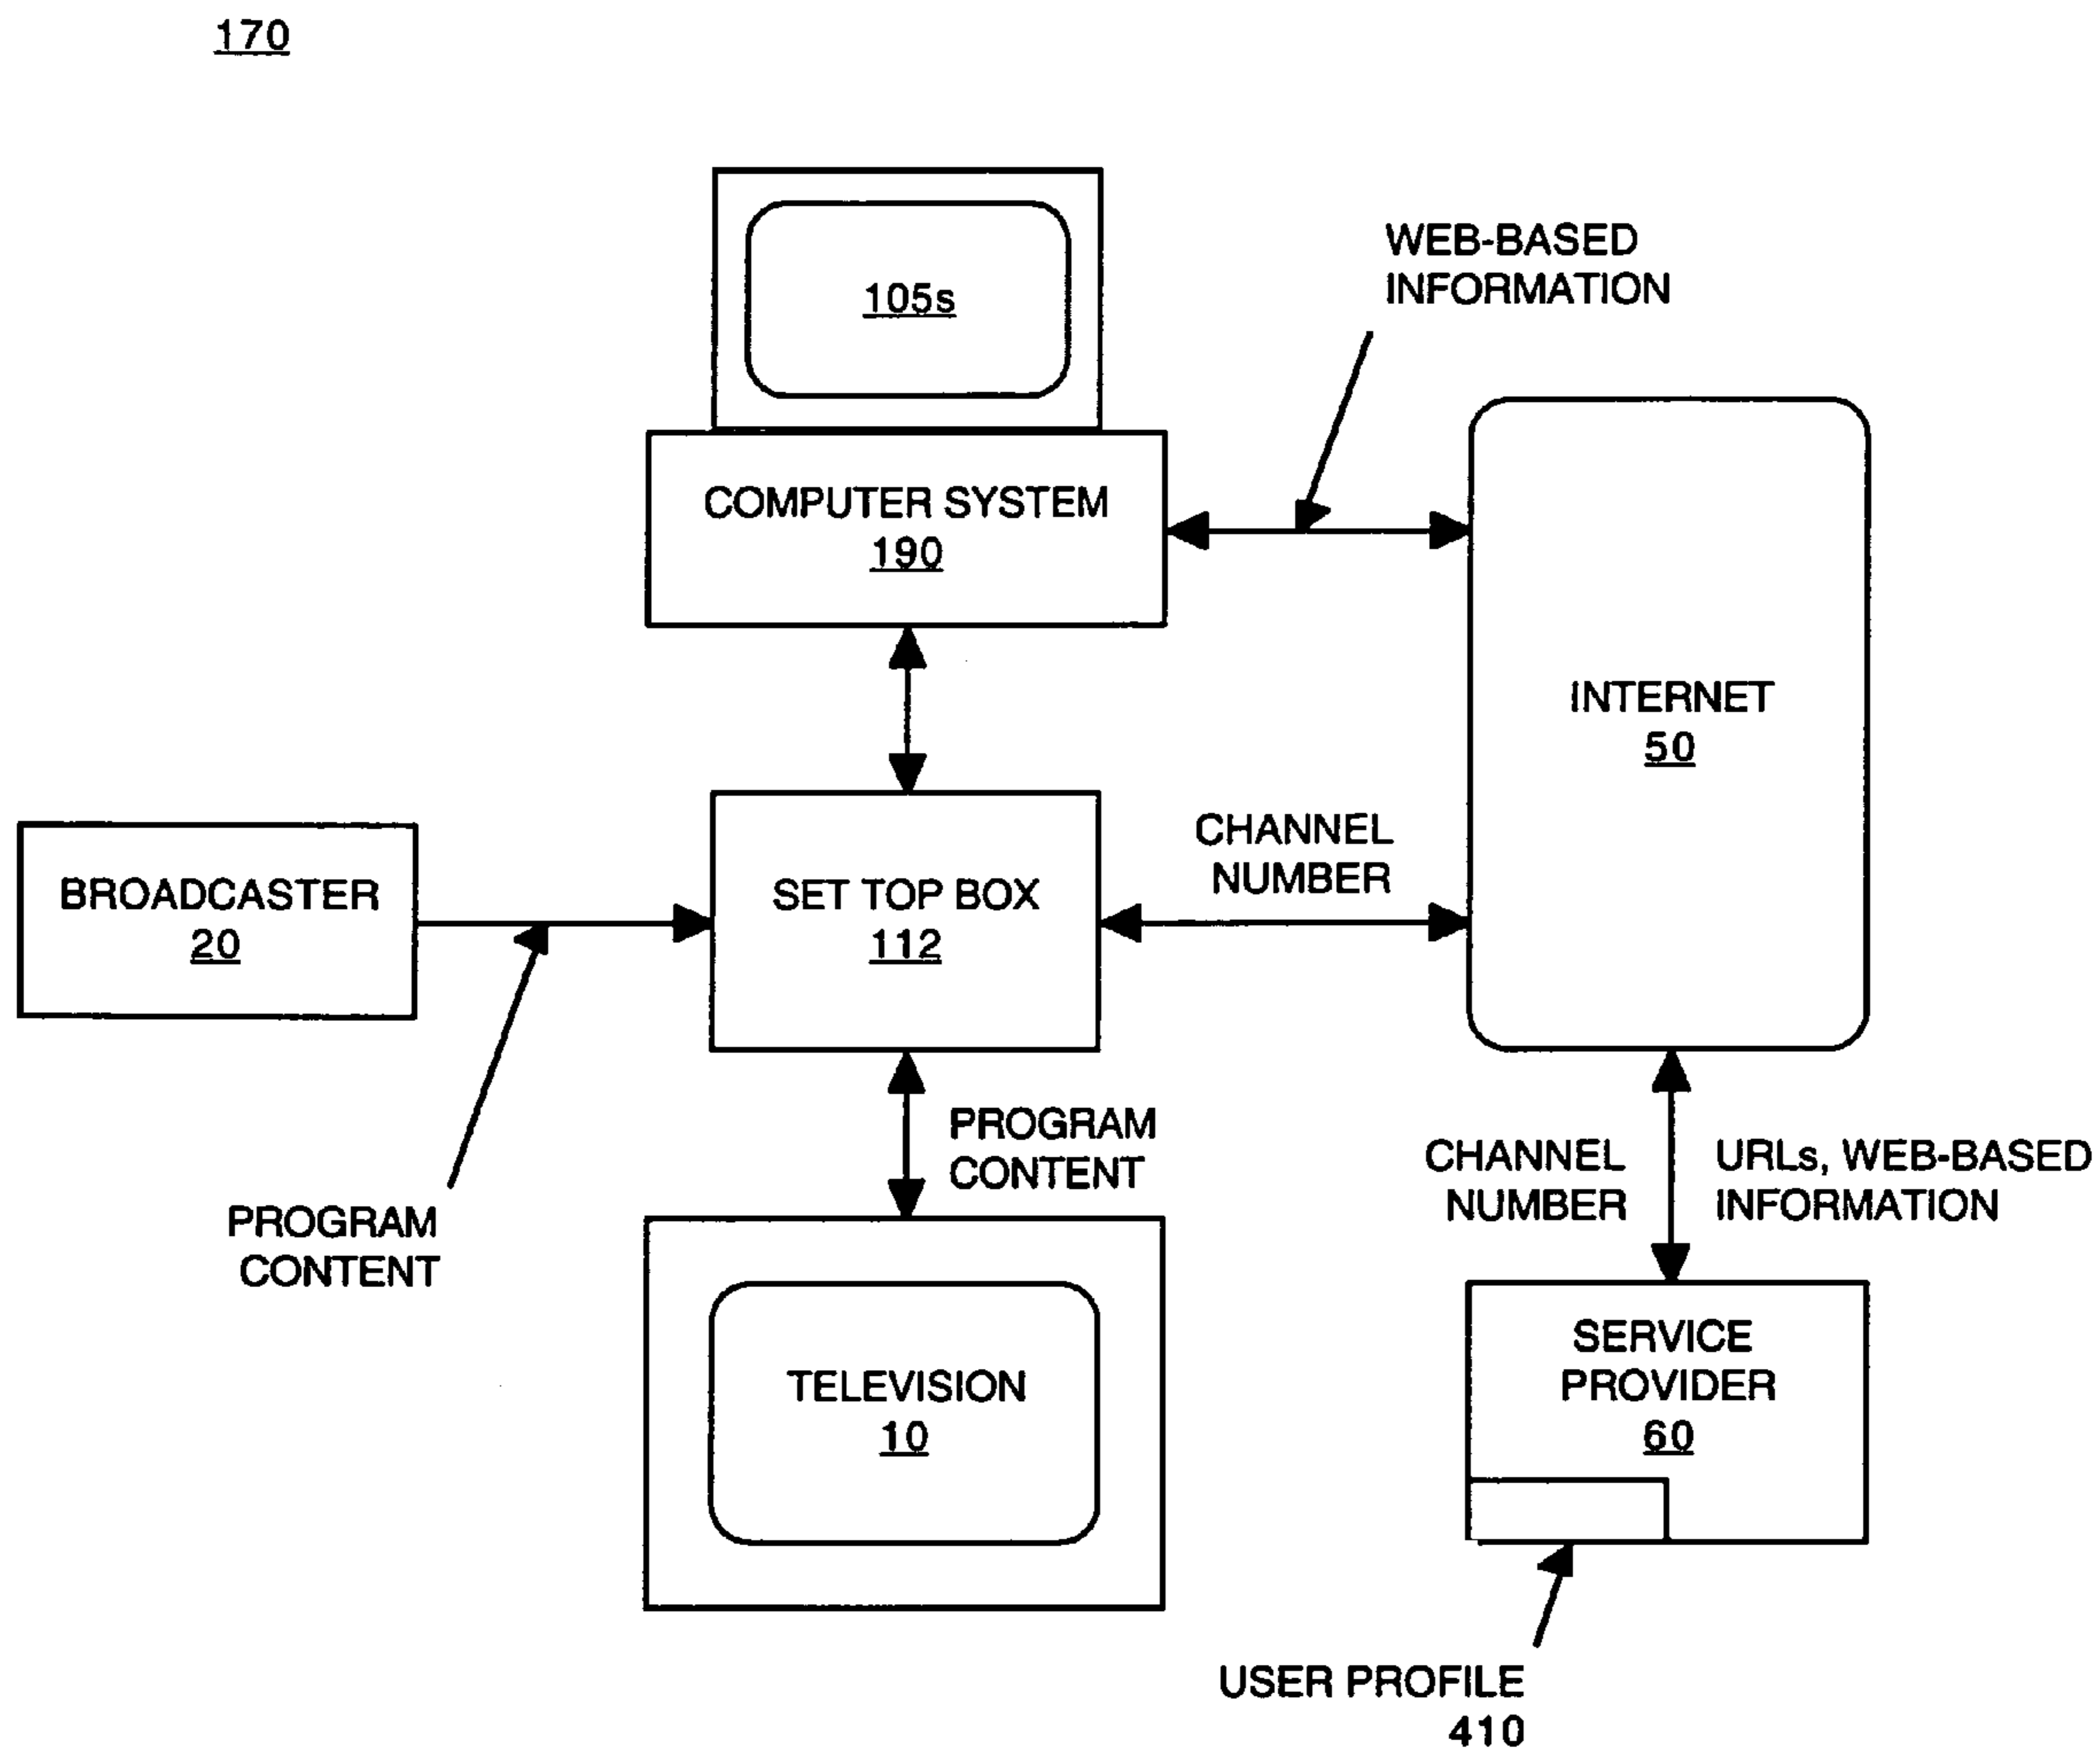 170
105s
WEB-BASED
INFORMATION
COMPUTER SYSTEM
190
INTERNET
50
BROADCASTER
20
SET TOP BOX
112
CHANNEL
NUMBER
PROGRAM
CONTENT
PROGRAM
CONTENT
CHANNEL
NUMBER
URLs, WEB-BASED
INFORMATION
TELEVISION
10
SERVICE
PROVIDER
60
USER PROFILE
410